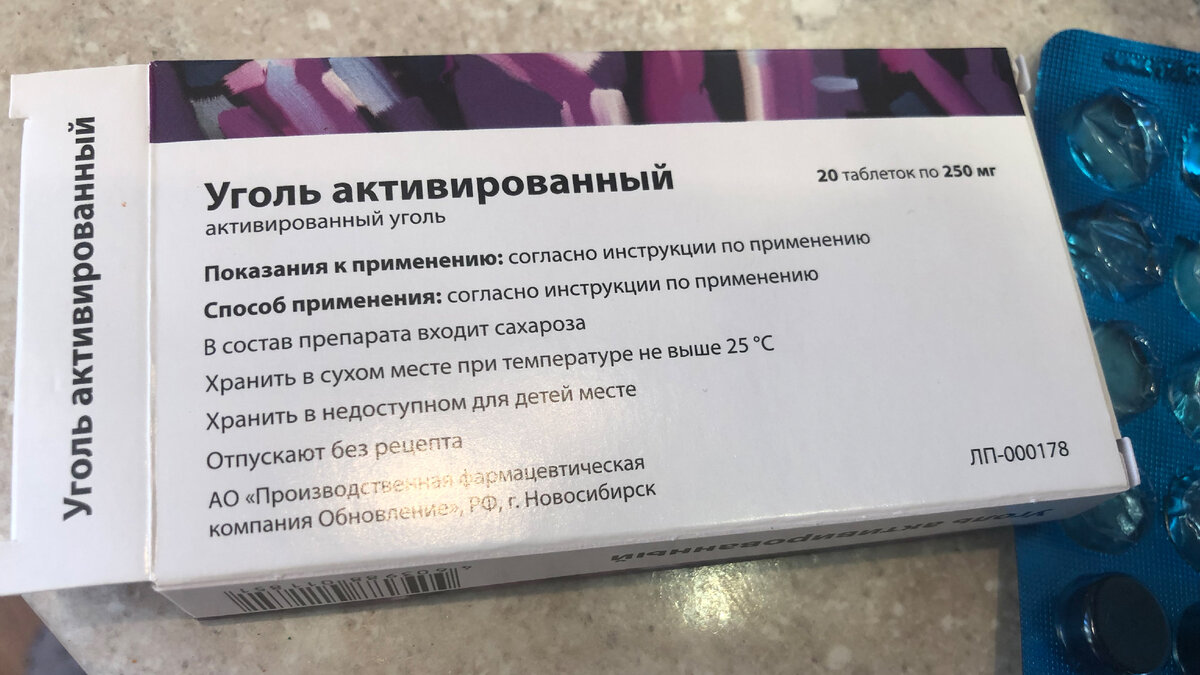 Уголь активированный
Уголь активированный
20 таблеток по 250 мг
активированный уголь
Показания к применению: согласно инструкции по применению
Способ применения: согласно инструкции по применению
В состав препарата входит сахароза
Хранить в сухом месте при температуре не выше 25 °C
Хранить в недоступном для детей месте
Отпускают без рецепта
АО «Производственная фармацевтическая
компания Обновление», РФ, г. Новосибирск
ЛП-000178
Уголь активированный